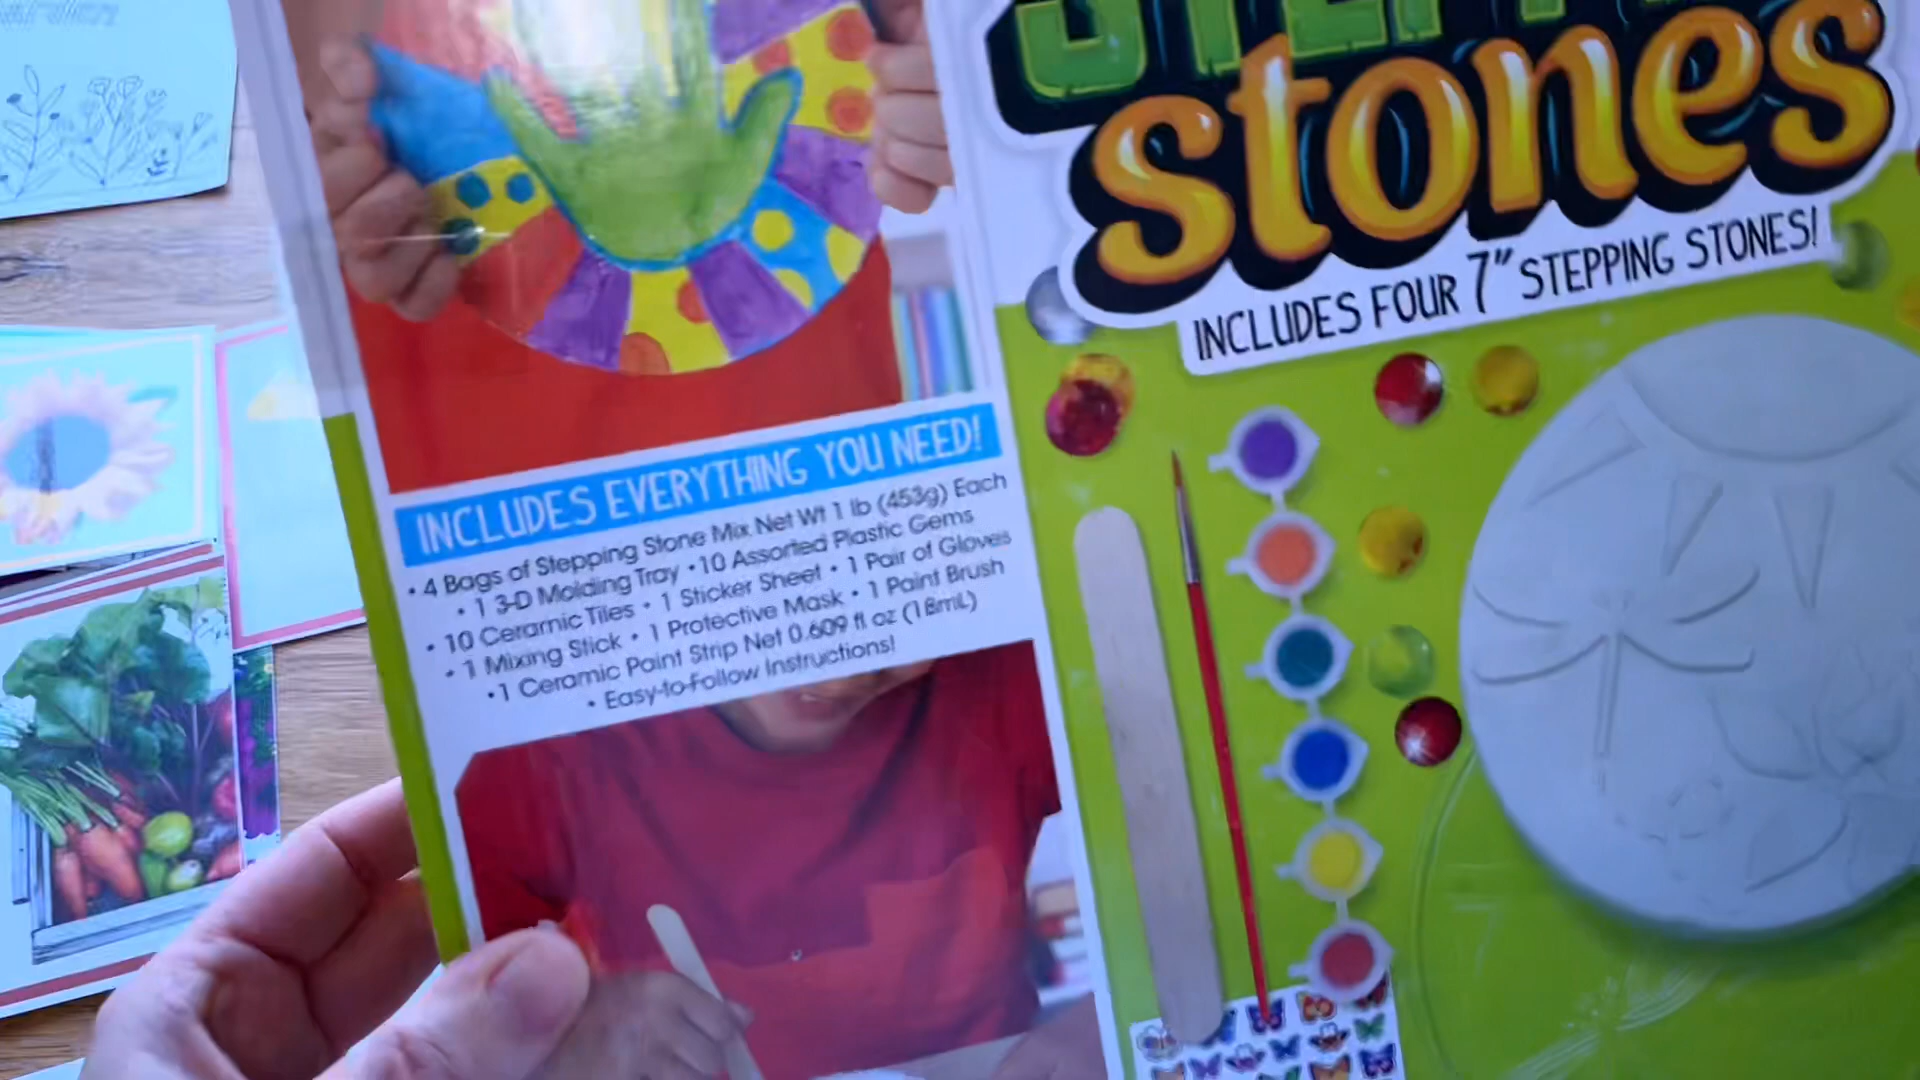 stones
INCLUDES FOUR 7" STEPPING STONES!
INCLUDES EVERYTHING YOU NEED!
• 4 Bags of Stepping Stone Mix Net Wt 1 lb (453g) Each
• 1 3-D Molding Tray • 10 Assorted Plastic Gems
• 10 Ceramic Tiles • 1 Sticker Sheet • 1 Pair of Gloves
• 1 Mixing Stick • 1 Protective Mask • 1 Paint Brush
• 1 Ceramic Paint Strip Net 0.609 fl oz (18mL)
• Easy-to-Follow Instructions!